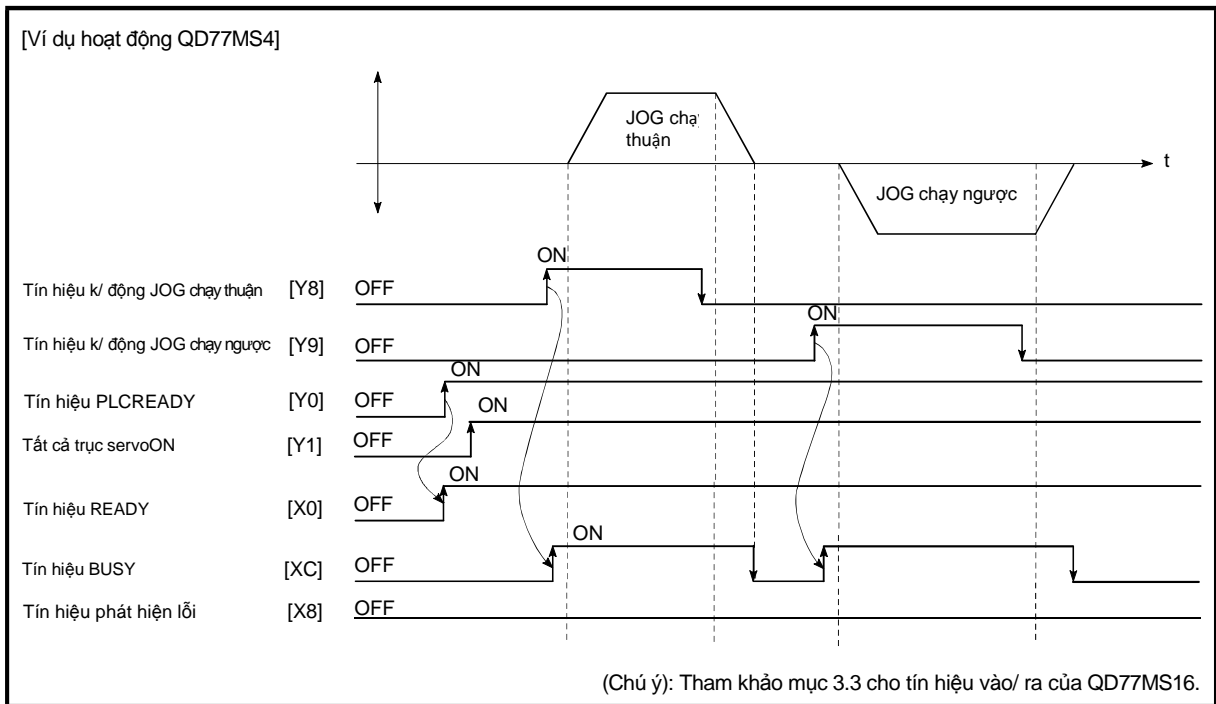 [Ví dụ hoạt động QD77MS4]
JOG chạy
thuận
t
JOG chạy ngược
ON
Tín hiệu k/ động JOG chạy thuận [Y8] OFF
ON
Tín hiệu k/ động JOG chạy ngược [Y9] OFF
ON
Tín hiệu PLCREADY [Y0] OFF
ON
Tất cả trục servoON [Y1] OFF
ON
Tín hiệu READY [X0] OFF
ON
Tín hiệu BUSY [XC] OFF
Tín hiệu phát hiện lỗi [X8] OFF
(Chú ý): Tham khảo mục 3.3 cho tín hiệu vào/ ra của QD77MS16.